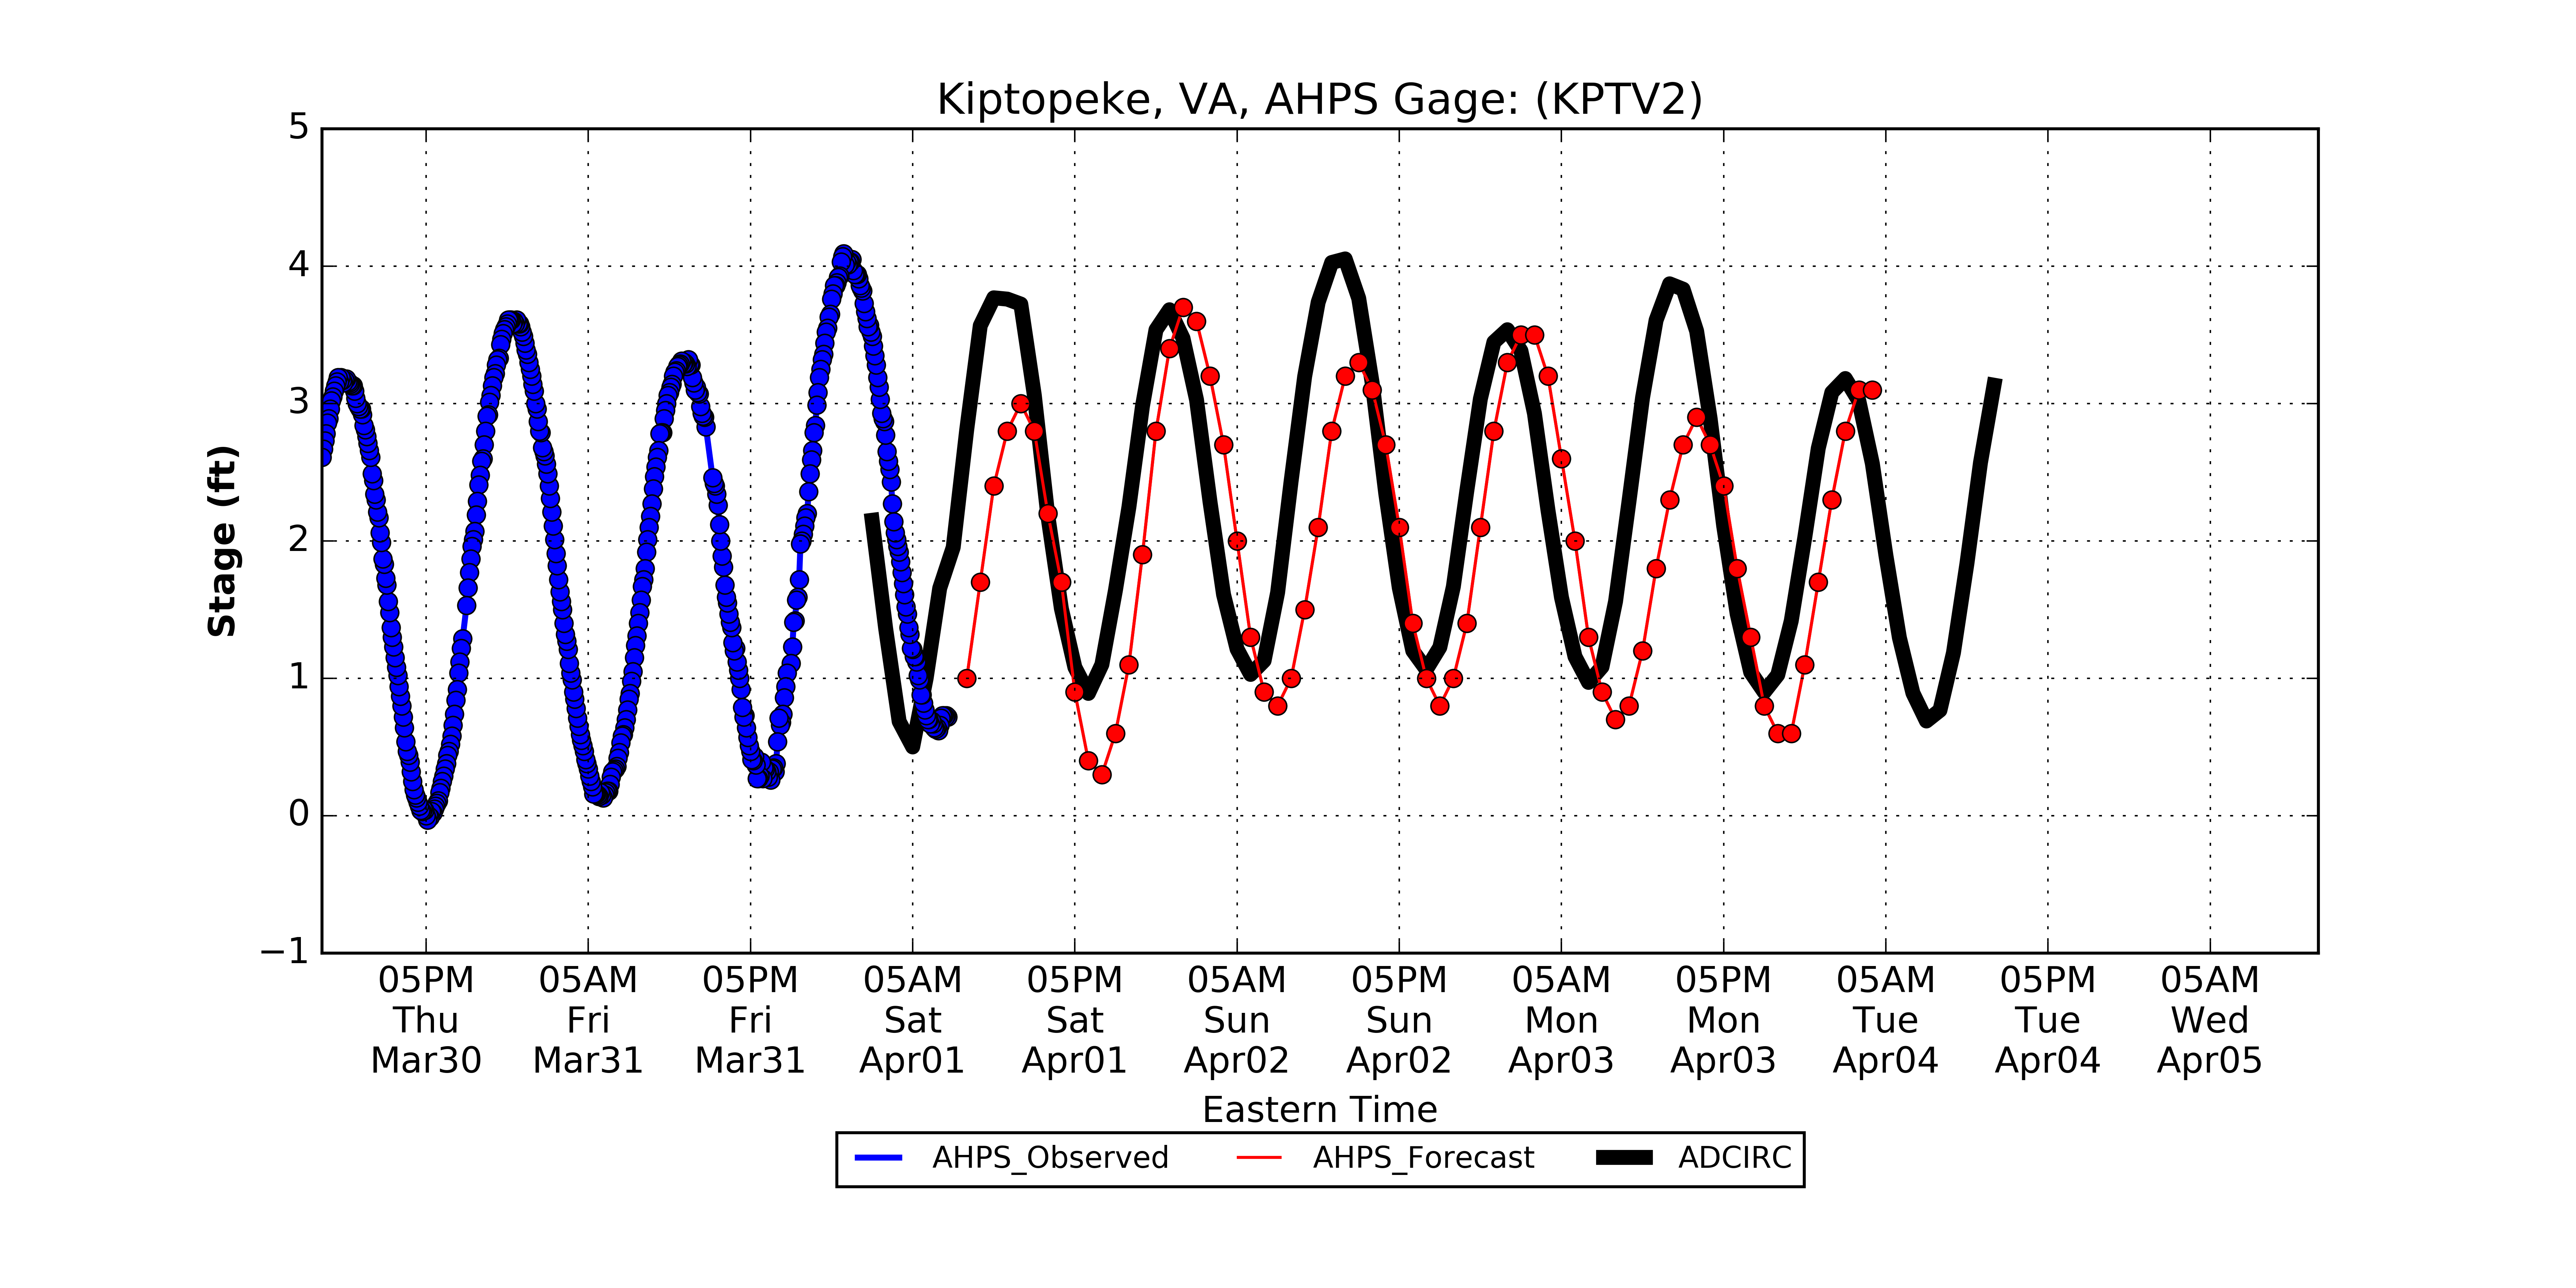 Kiptopeke, VA, AHPS Gage: (KPTV2)
5
4
3
2
1
0
−1
Stage (ft)
05PM 05AM 05PM 05AM 05PM 05AM 05PM 05AM 05PM 05AM 05PM 05AM
Thu Fri Fri Sat Sat Sun Sun Mon Mon Tue Tue Wed
Mar30 Mar31 Mar31 Apr01 Apr01 Apr02 Apr02 Apr03 Apr03 Apr04 Apr04 Apr05
Eastern Time
AHPS_Observed AHPS_Forecast ADCIRC